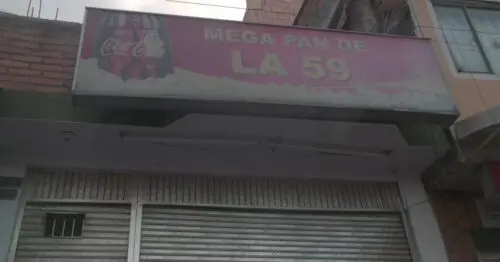 Coca-Cola
MEGA PAN DE
LA 59